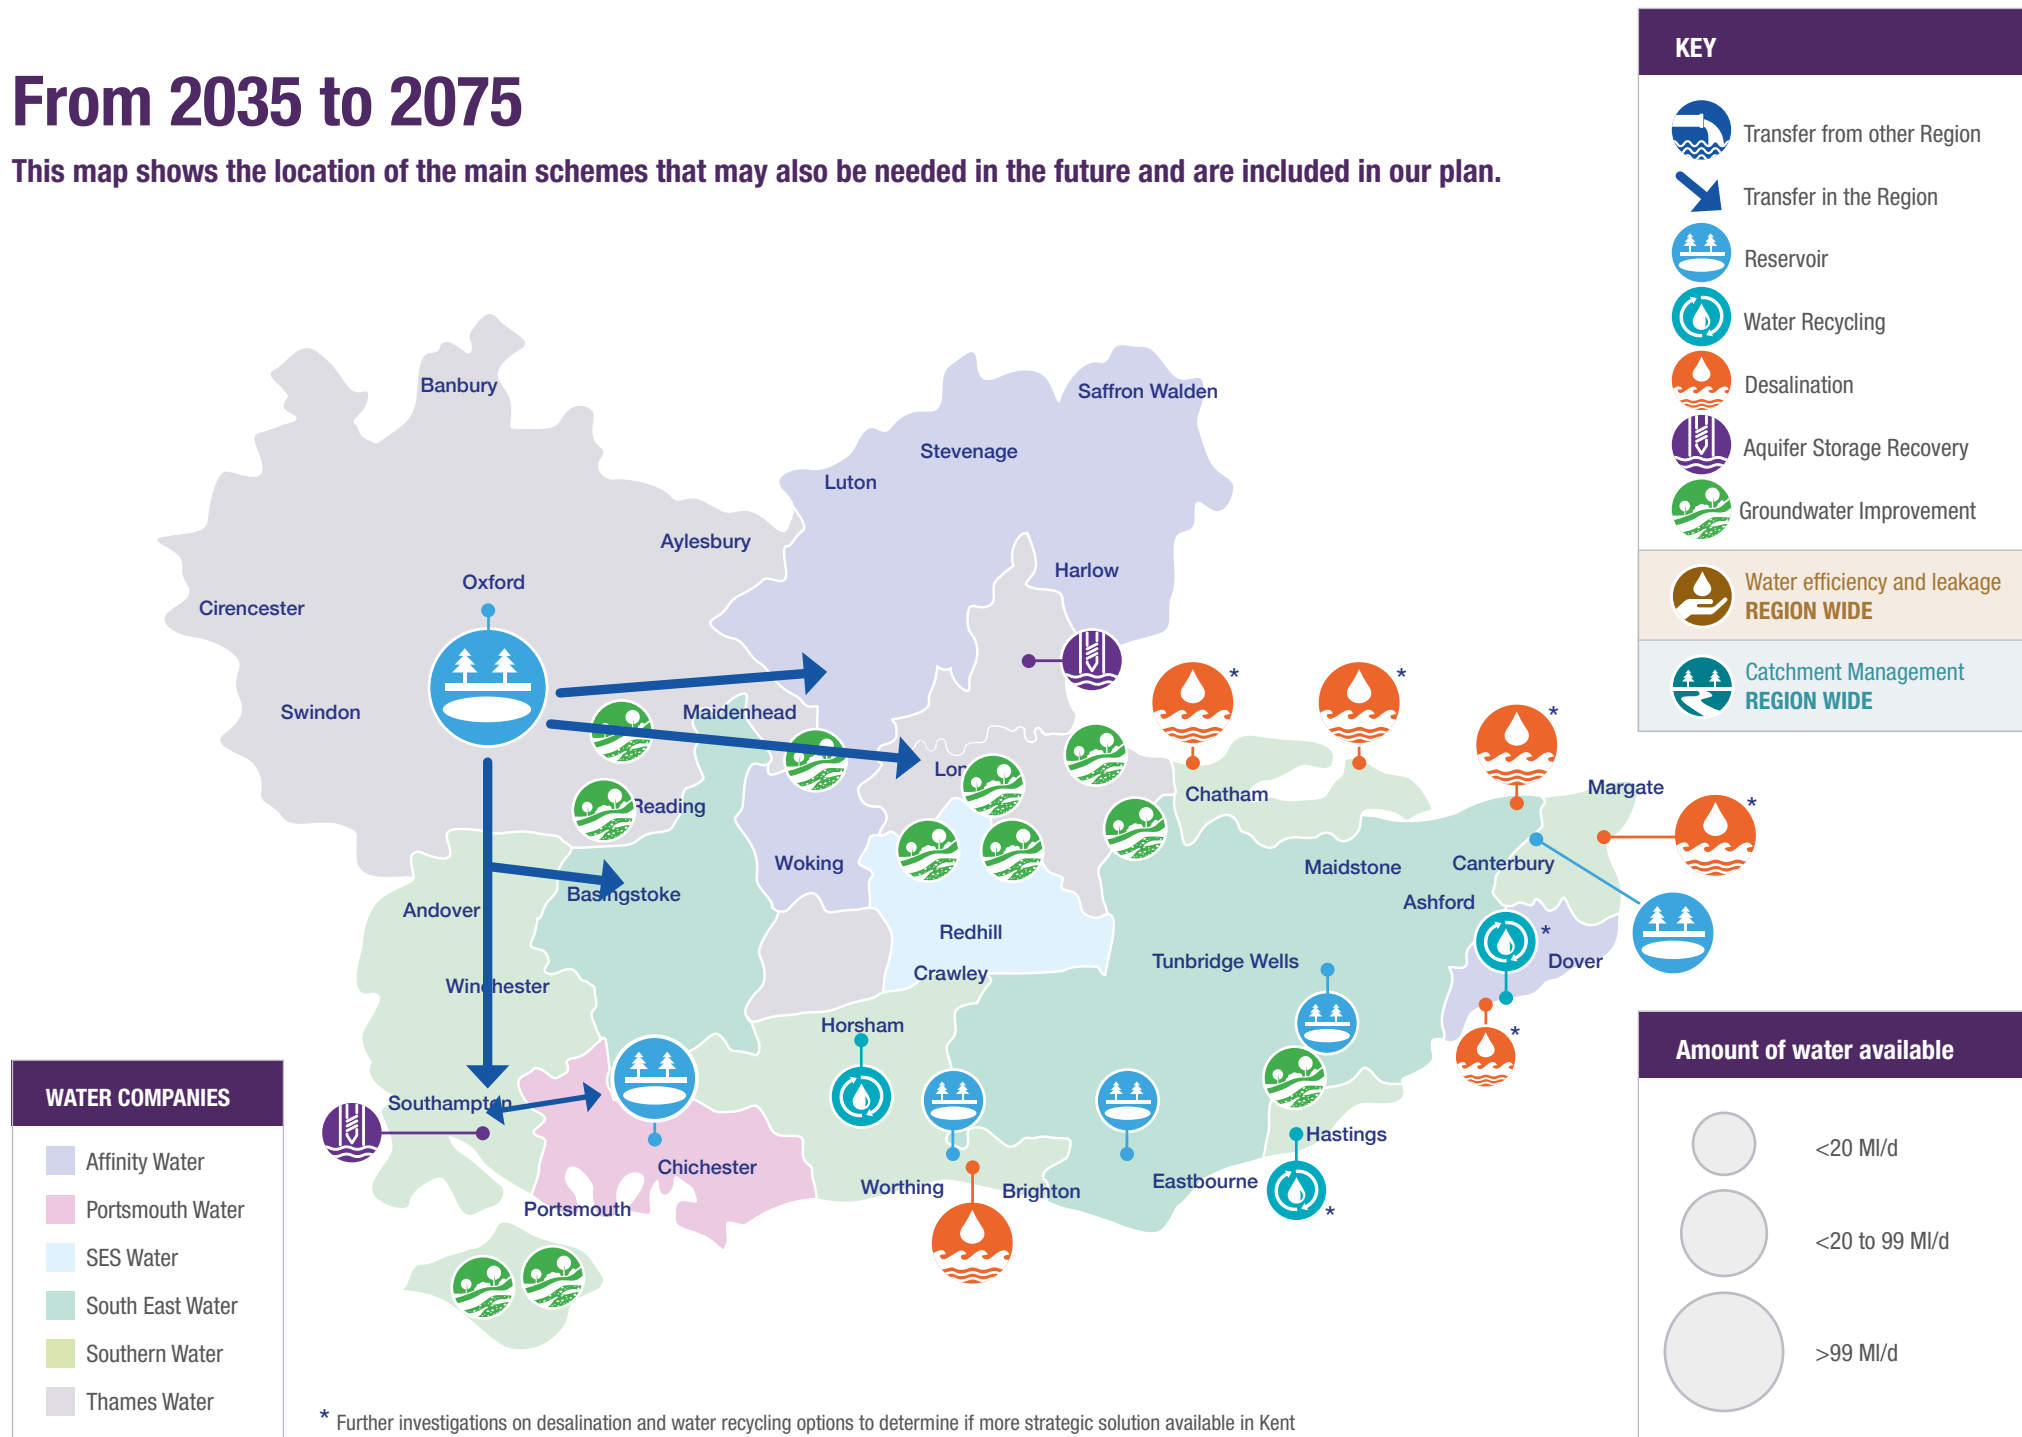 From 2035 to 2075
This map shows the location of the main schemes that may also be needed in the future and are included in our plan.
KEY
Transfer from other Region
Transfer in the Region
Reservoir
Water Recycling
Desalination
Aquifer Storage Recovery
Groundwater Improvement
Water efficiency and leakage
REGION WIDE
Catchment Management
REGION WIDE
Banbury
Saffron Walden
Stevenage
Luton
Aylesbury
Harlow
Oxford
Cirencester
*
*
Swindon
Maidenhead
*
Lon
Margate
Chatham
*
Reading
Woking
Maidstone
Canterbury
Basingstoke
Ashford
Andover
Redhill
*
Tunbridge Wells
Dover
Crawley
Winchester
Horsham
*
Southampton
Hastings
Chichester
Eastbourne
Worthing
Brighton
Portsmouth
*
WATER COMPANIES
Affinity Water
Portsmouth Water
SES Water
South East Water
Southern Water
Thames Water
Amount of water available
<20 Ml/d
<20 to 99 Ml/d
>99 Ml/d
* Further investigations on desalination and water recycling options to determine if more strategic solution available in Kent